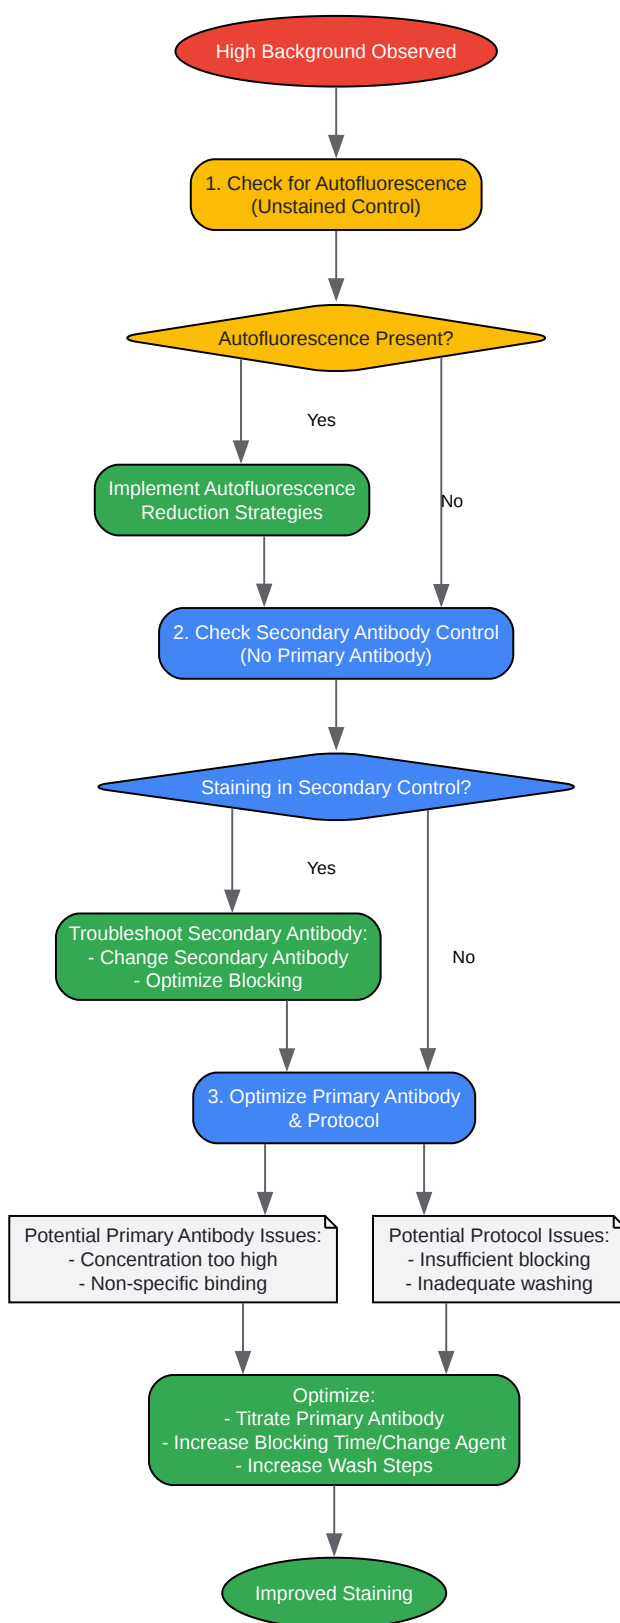 High Background Observed
1. Check for Autofluorescence
(Unstained Control)
Autofluorescence Present?
Yes
Implement Autofluorescence
Reduction Strategies
No
2. Check Secondary Antibody Control
(No Primary Antibody)
Staining in Secondary Control?
Yes
Troubleshoot Secondary Antibody:
- Change Secondary Antibody
- Optimize Blocking
No
3. Optimize Primary Antibody
& Protocol
Potential Primary Antibody Issues:
- Concentration too high
- Non-specific binding
Potential Protocol Issues:
- Insufficient blocking
- Inadequate washing
Optimize:
- Titrate Primary Antibody
- Increase Blocking Time/Change Agent
- Increase Wash Steps
Improved Staining